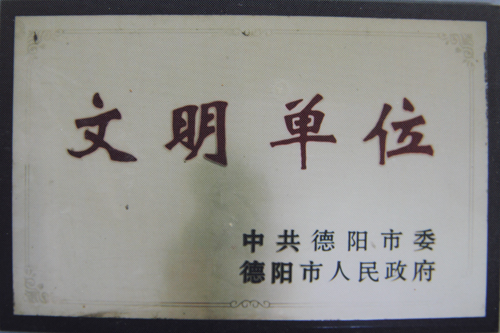 文明单位
中共德阳市委
德阳市人民政府